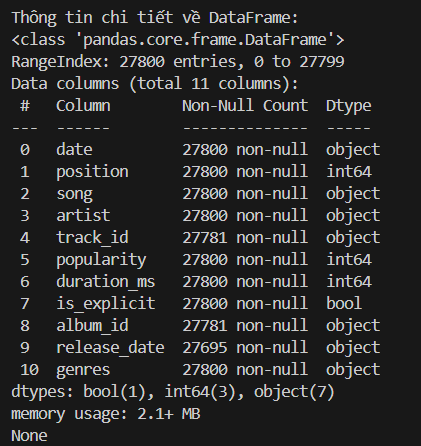 Thông tin chi tiết về DataFrame:
<class 'pandas.core.frame.DataFrame'>
RangeIndex: 27800 entries, 0 to 27799
Data columns (total 11 columns):
 #   Column        Non-Null Count  Dtype
---  ------        --------------  -----
 0   date          27800 non-null  object
 1   position      27800 non-null  int64
 2   song          27800 non-null  object
 3   artist        27800 non-null  object
 4   track_id      27781 non-null  object
 5   popularity    27800 non-null  int64
 6   duration_ms   27800 non-null  int64
 7   is_explicit   27800 non-null  bool
 8   album_id      27781 non-null  object
 9   release_date  27695 non-null  object
 10  genres        27800 non-null  object
dtypes: bool(1), int64(3), object(7)
memory usage: 2.1+ MB
None